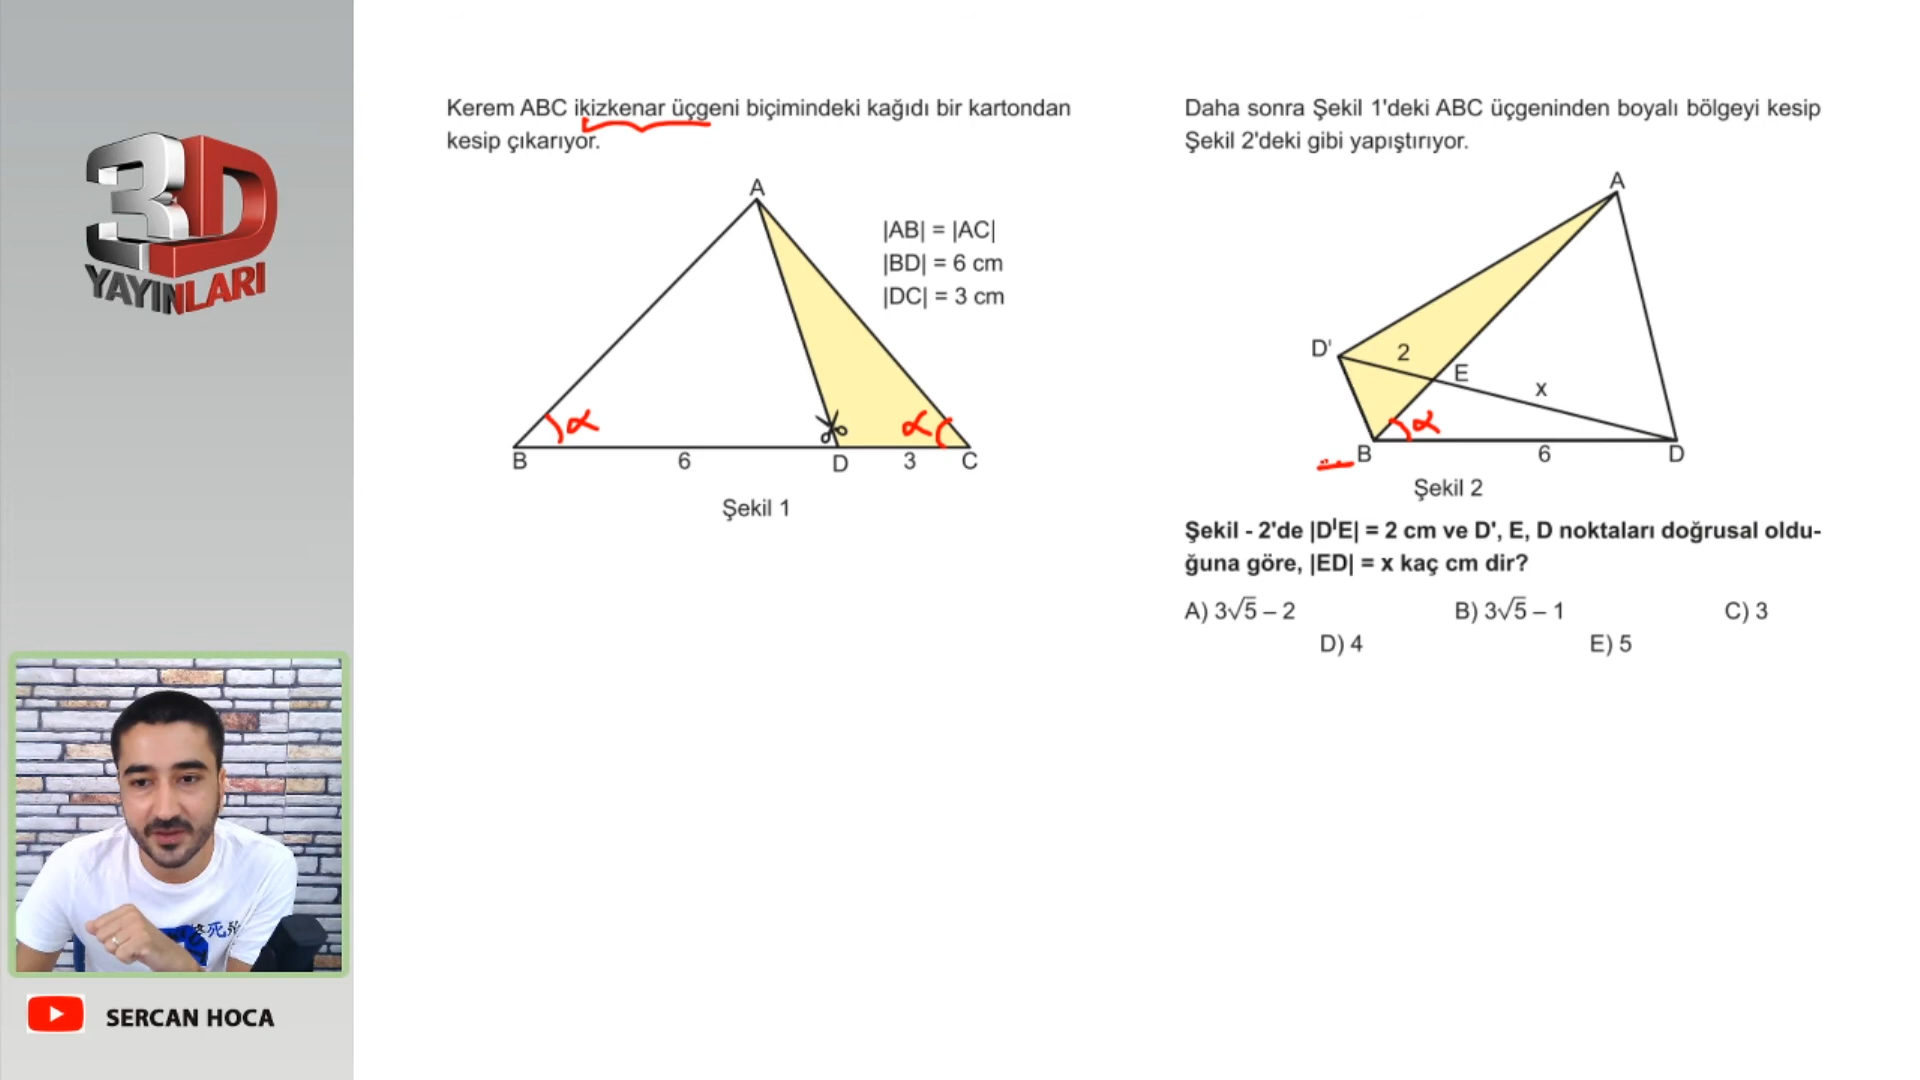 3D
YAYINLARI
SERCAN HOCA
Kerem ABC ikizkenar üçgeni biçimindeki kağıdı bir kartondan
kesip çıkarıyor.
A
|AB| = |AC|
|BD| = 6 cm
|DC| = 3 cm
α
α
B
6
D
3
C
Şekil 1
Daha sonra Şekil 1'deki ABC üçgeninden boyalı bölgeyi kesip
Şekil 2'deki gibi yapıştırıyor.
A
D'
2
E
x
α
B
6
D
Şekil 2
Şekil - 2'de |D'E| = 2 cm ve D', E, D noktaları doğrusal oldu-
ğuna göre, |ED| = x kaç cm dir?
A) 3√5 – 2 B) 3√5 – 1 C) 3
D) 4 E) 5